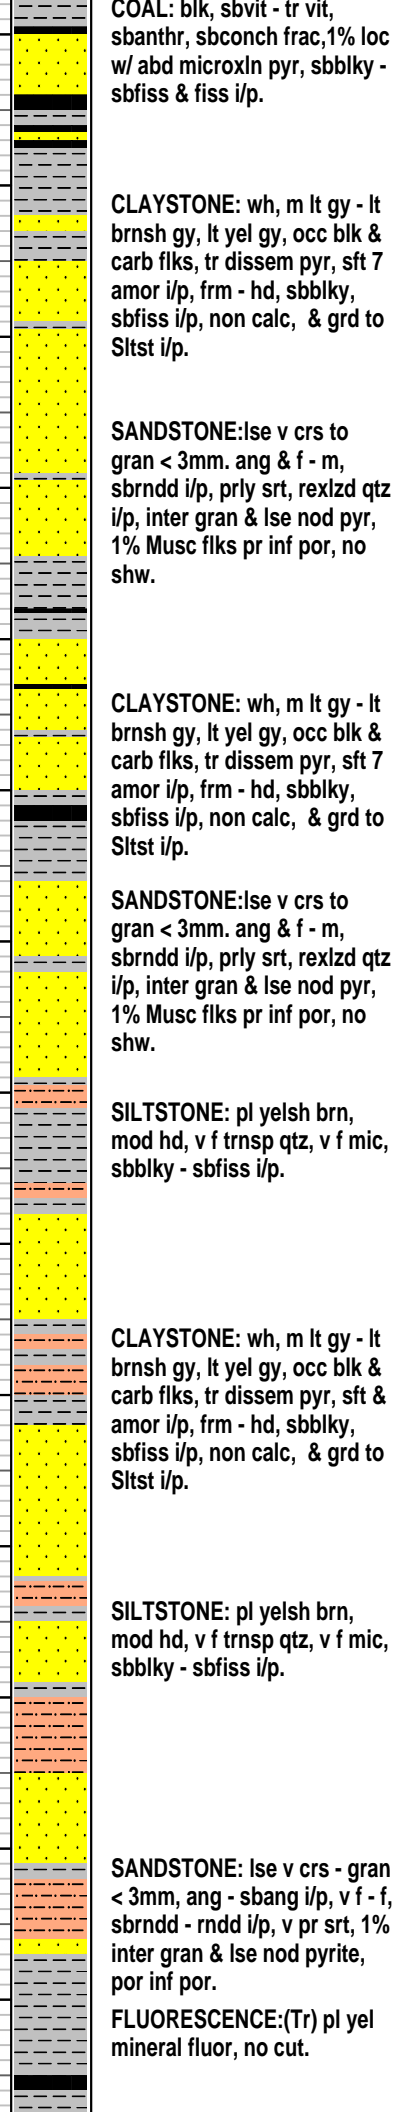 COAL: blk, sbvit - tr vit,
sbanthr, sbconch frac,1% loc
w/ abd microxln pyr, sbblky -
sbfiss & fiss i/p.
CLAYSTONE: wh, m lt gy - lt
brnsh gy, lt yel gy, occ blk &
carb flks, tr dissem pyr, sft 7
amor i/p, frm - hd, sbblky,
sbfiss i/p, non calc,  & grd to
Sltst i/p.
SANDSTONE:lse v crs to
gran < 3mm. ang & f - m,
sbrndd i/p, prly srt, rexlzd qtz
i/p, inter gran & lse nod pyr,
1% Musc flks pr inf por, no
shw.
CLAYSTONE: wh, m lt gy - lt
brnsh gy, lt yel gy, occ blk &
carb flks, tr dissem pyr, sft 7
amor i/p, frm - hd, sbblky,
sbfiss i/p, non calc,  & grd to
Sltst i/p.
SANDSTONE:lse v crs to
gran < 3mm. ang & f - m,
sbrndd i/p, prly srt, rexlzd qtz
i/p, inter gran & lse nod pyr,
1% Musc flks pr inf por, no
shw.
SILTSTONE: pl yelsh brn,
mod hd, v f trnsp qtz, v f mic,
sbblky - sbfiss i/p.
CLAYSTONE: wh, m lt gy - lt
brnsh gy, lt yel gy, occ blk &
carb flks, tr dissem pyr, sft &
amor i/p, frm - hd, sbblky,
sbfiss i/p, non calc,  & grd to
Sltst i/p.
SILTSTONE: pl yelsh brn,
mod hd, v f trnsp qtz, v f mic,
sbblky - sbfiss i/p.
SANDSTONE: lse v crs - gran
< 3mm, ang - sbang i/p, v f - f,
sbrndd - rndd i/p, v pr srt, 1%
inter gran & lse nod pyrite,
por inf por.
FLUORESCENCE:(Tr) pl yel
mineral fluor, no cut.